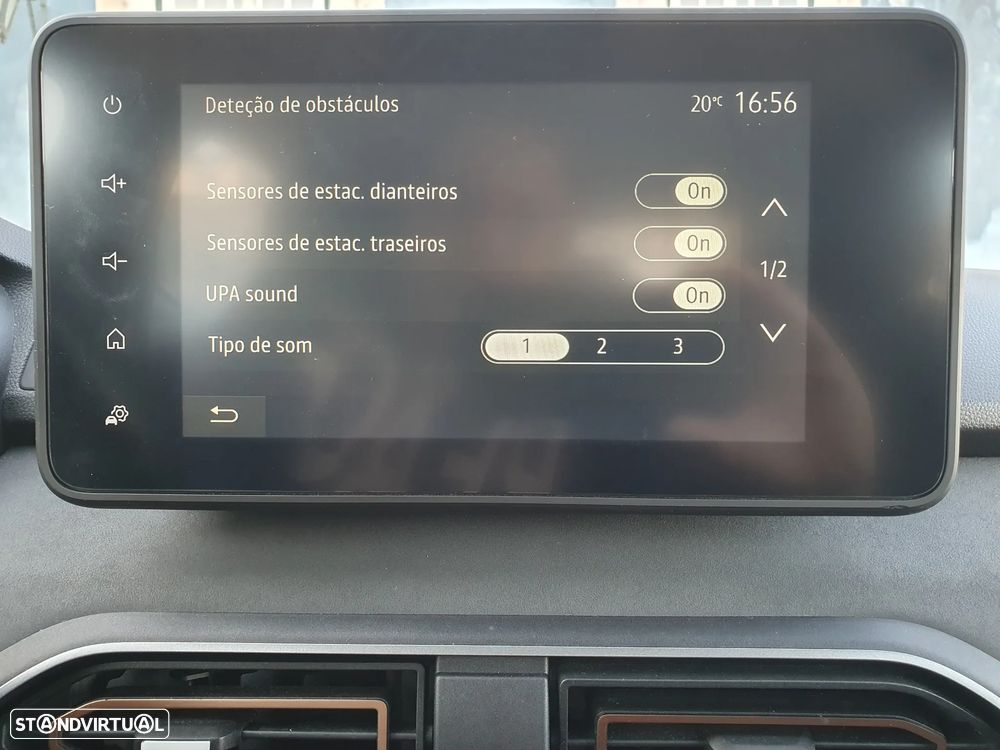 Deteção de obstáculos 20°C 16:56
Sensores de estac. dianteiros On
Sensores de estac. traseiros On
1/2
UPA sound On
Tipo de som 1 2 3
STANDVIRTUAL